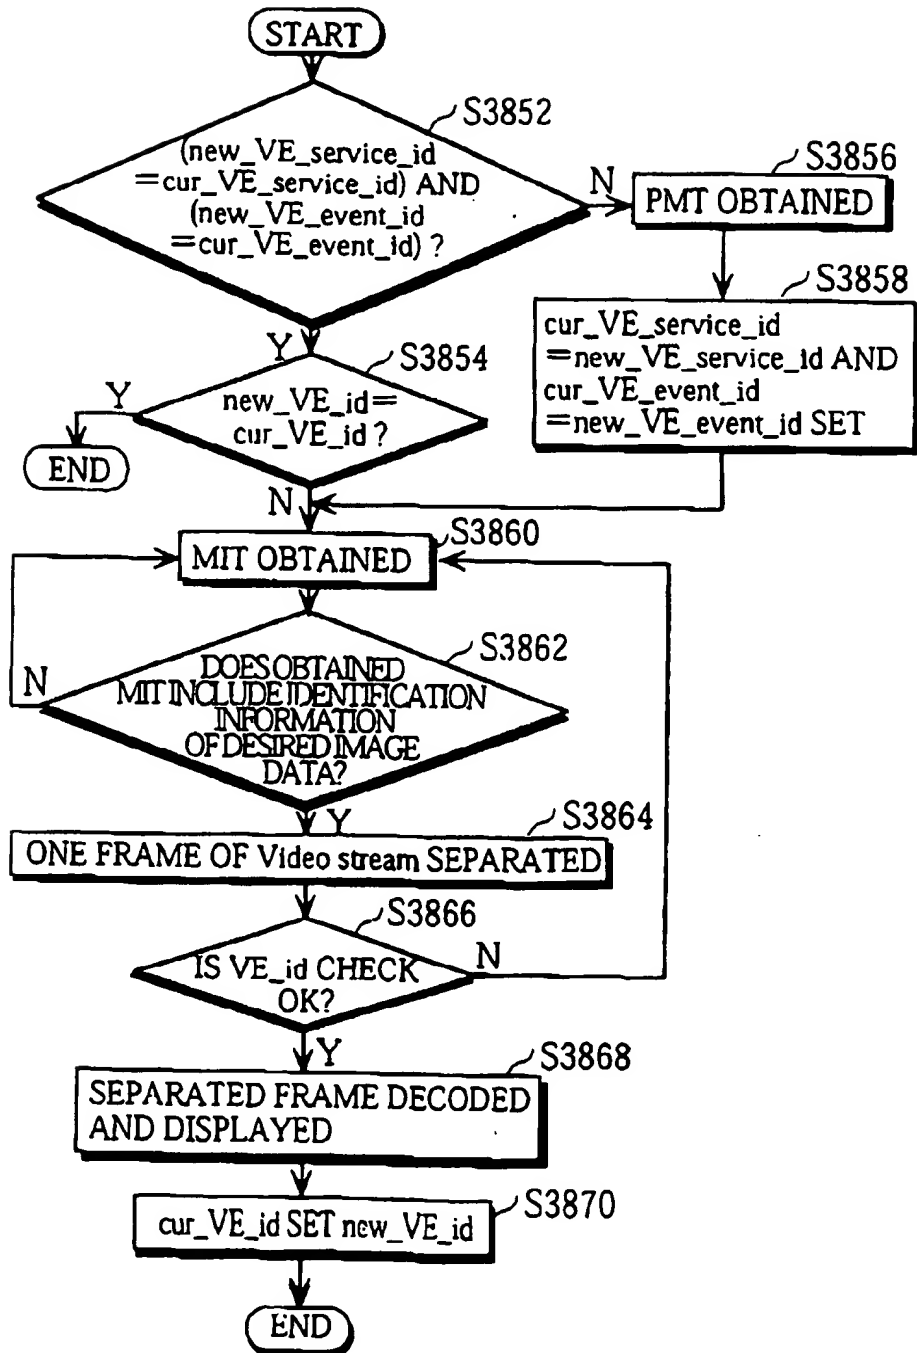 START
S3852
(new_VE_service_id
=cur_VE_service_id) AND
(new_VE_event_id
=cur_VE_event_id) ?
N
S3856
PMT OBTAINED
S3858
cur_VE_service_id
=new_VE_service_id AND
cur_VE_event_id
=new_VE_event_id SET
Y
S3854
new_VE_id=
cur_VE_id ?
Y
END
N
S3860
MIT OBTAINED
S3862
DOES OBTAINED
MIT INCLUDE IDENTIFICATION
INFORMATION
OF DESIRED IMAGE
DATA?
N
Y
S3864
ONE FRAME OF Video stream SEPARATED
S3866
IS VE_id CHECK
OK?
N
Y
S3868
SEPARATED FRAME DECODED
AND DISPLAYED
S3870
cur_VE_id SET new_VE_id
END